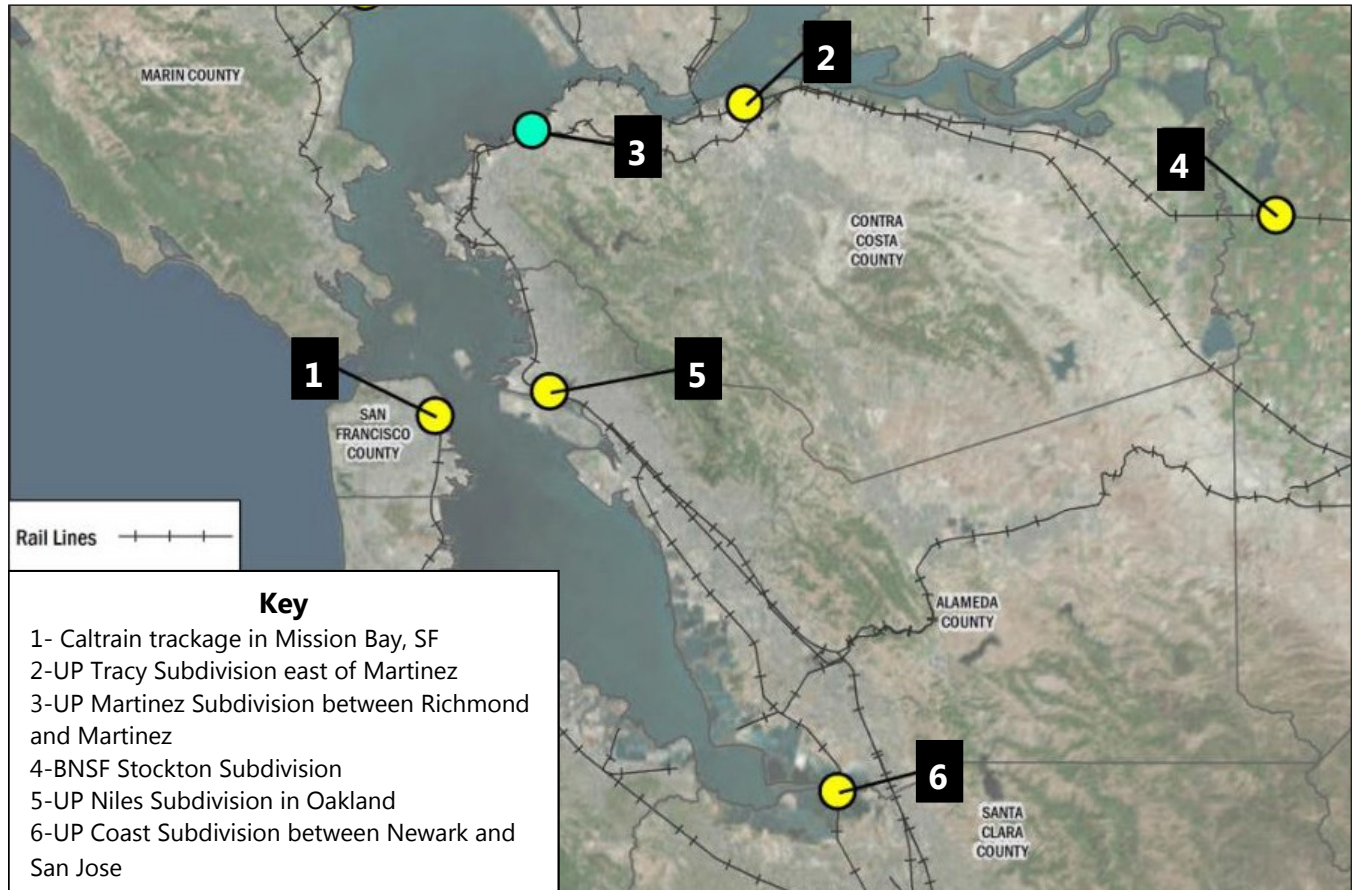 MARIN COUNTY
2
3
4
CONTRA
COSTA
COUNTY
1
5
SAN
FRANCISCO
COUNTY
Rail Lines
ALAMEDA
COUNTY
6
SANTA
CLARA
COUNTY
Key
1- Caltrain trackage in Mission Bay, SF
2-UP Tracy Subdivision east of Martinez
3-UP Martinez Subdivision between Richmond
and Martinez
4-BNSF Stockton Subdivision
5-UP Niles Subdivision in Oakland
6-UP Coast Subdivision between Newark and
San Jose